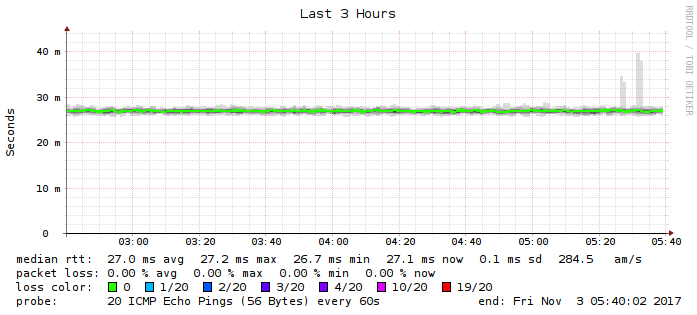 Last 3 Hours
RRDTOOL / TOBI OETIKER
Seconds
40 m
30 m
20 m
10 m
0
03:00 03:20 03:40 04:00 04:20 04:40 05:00 05:20 05:40
median rtt: 27.0 ms avg 27.2 ms max 26.7 ms min 27.1 ms now 0.1 ms sd 284.5 am/s
packet loss: 0.00 % avg 0.00 % max 0.00 % min 0.00 % now
loss color: 0 1/20 2/20 3/20 4/20 10/20 19/20
probe: 20 ICMP Echo Pings (56 Bytes) every 60s end: Fri Nov 3 05:40:02 2017